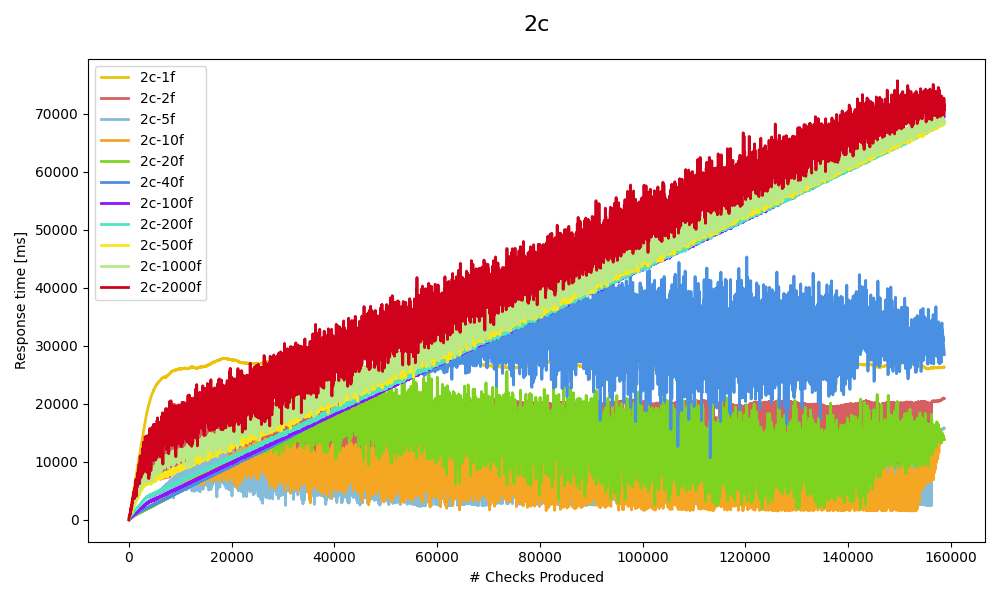 2c
2c-1f
2c-2f
2c-5f
2c-10f
2c-20f
2c-40f
2c-100f
2c-200f
2c-500f
2c-1000f
2c-2000f
Response time [ms]
70000
60000
50000
40000
30000
20000
10000
0
0 20000 40000 60000 80000 100000 120000 140000 160000
# Checks Produced